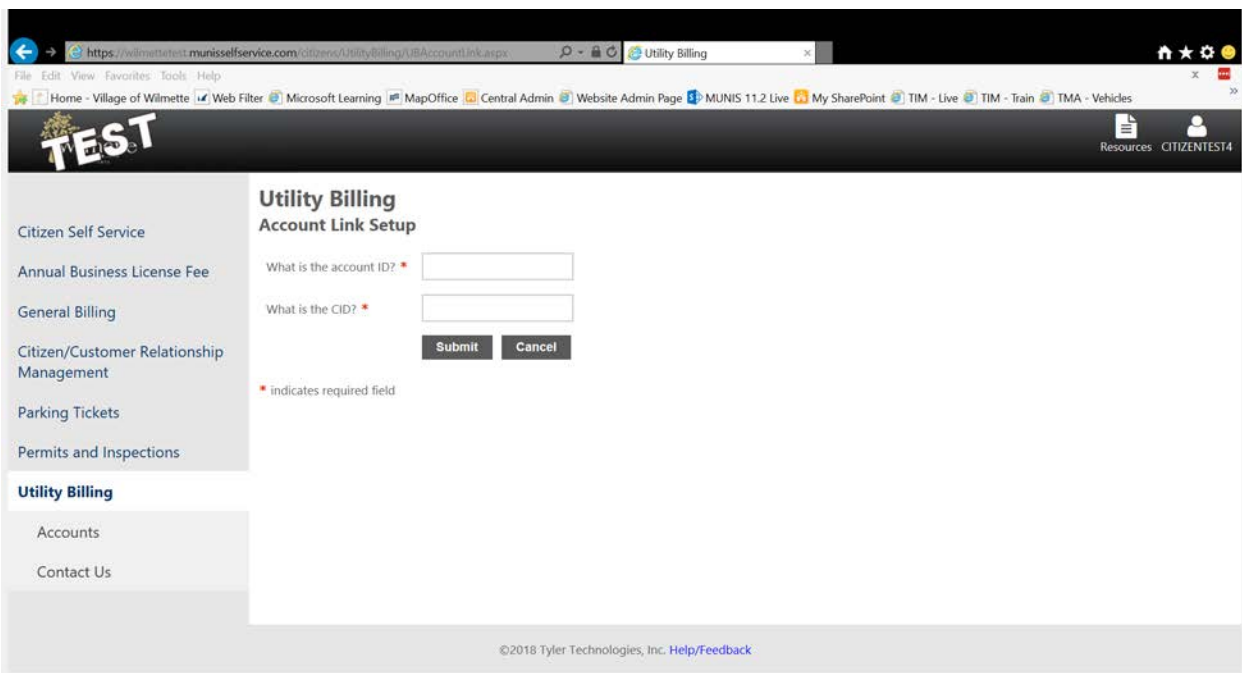 https://wilmettetest.munisselfservice.com/citizens/UtilityBilling/UBAccountLink.aspx
Utility Billing
File Edit View Favorites Tools Help
Home - Village of Wilmette Web Filter Microsoft Learning MapOffice Central Admin Website Admin Page MUNIS 11.2 Live My SharePoint TIM - Live TIM - Train TMA - Vehicles
TEST
Resources CITIZENTEST4
Citizen Self Service
Annual Business License Fee
General Billing
Citizen/Customer Relationship
Management
Parking Tickets
Permits and Inspections
Utility Billing
Accounts
Contact Us
Utility Billing
Account Link Setup
What is the account ID? *
What is the CID? *
Submit Cancel
* indicates required field
©2018 Tyler Technologies, Inc. Help/Feedback